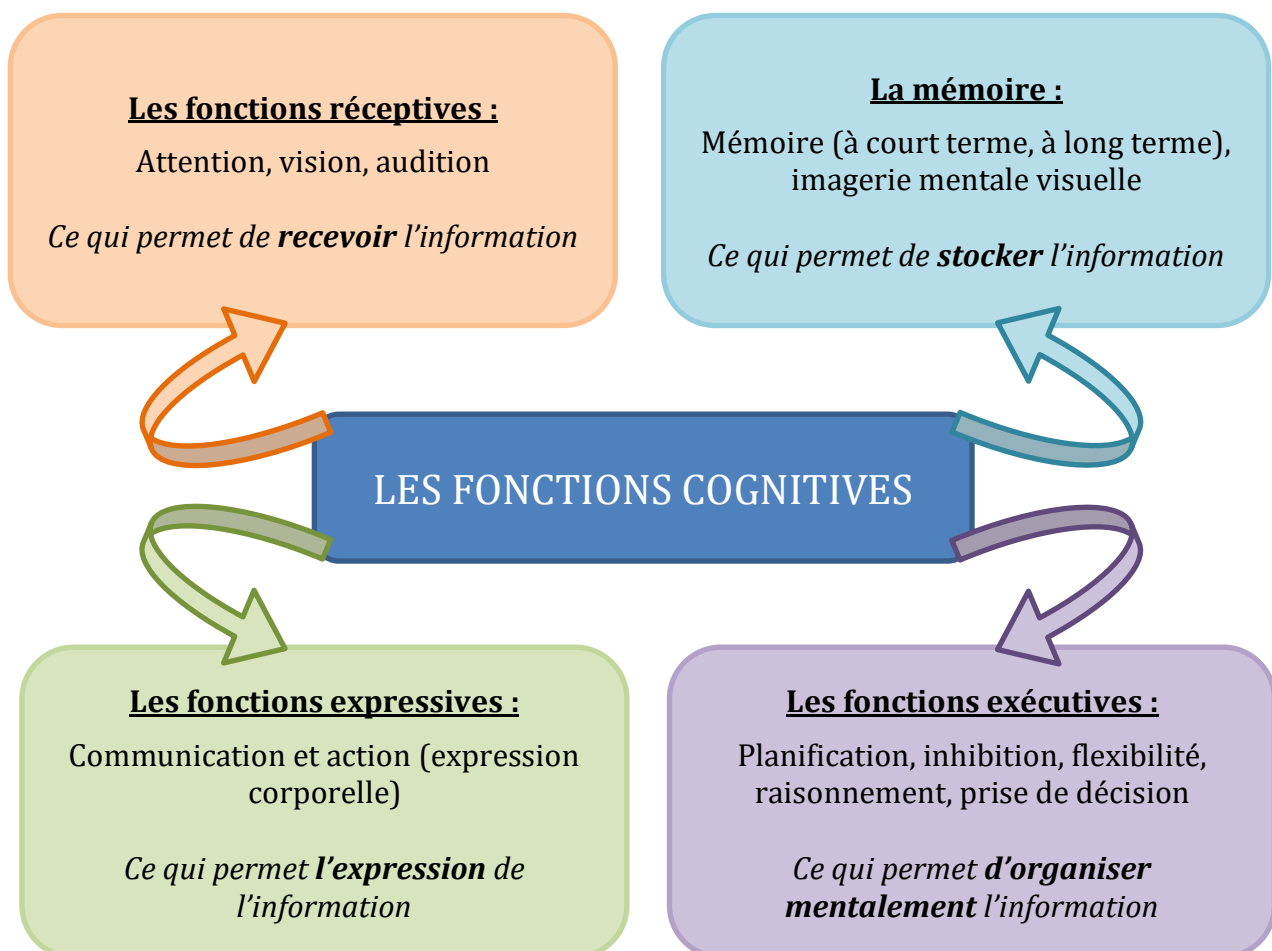 Les fonctions réceptives :
Attention, vision, audition
Ce qui permet de recevoir l’information
La mémoire :
Mémoire (à court terme, à long terme),
imagerie mentale visuelle
Ce qui permet de stocker l’information
LES FONCTIONS COGNITIVES
Les fonctions expressives :
Communication et action (expression
corporelle)
Ce qui permet l’expression de
l’information
Les fonctions exécutives :
Planification, inhibition, flexibilité,
raisonnement, prise de décision
Ce qui permet d’organiser
mentalement l’information